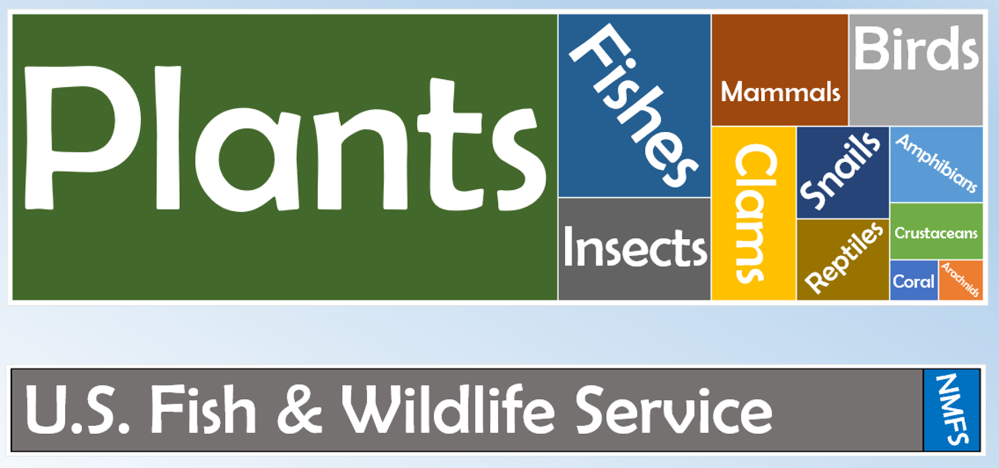 Plants
Fishes
Mammals
Birds
Insects
Clams
Snails
Amphibians
Reptiles
Crustaceans
Coral
Arachnids
U.S. Fish & Wildlife Service
NMFS